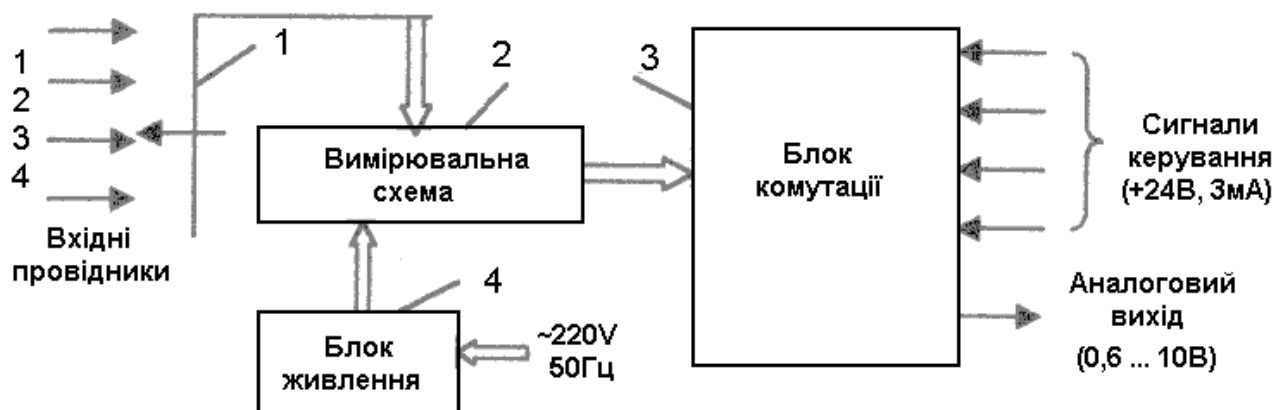 1
2
3
4
Вхідні
провідники
1
2
Вимірювальна
схема
3
Блок
комутації
Сигнали
керування
(+24В, 3мА)
4
Блок
живлення
~220V
50Гц
Аналоговий
вихід
(0,6 ... 10В)